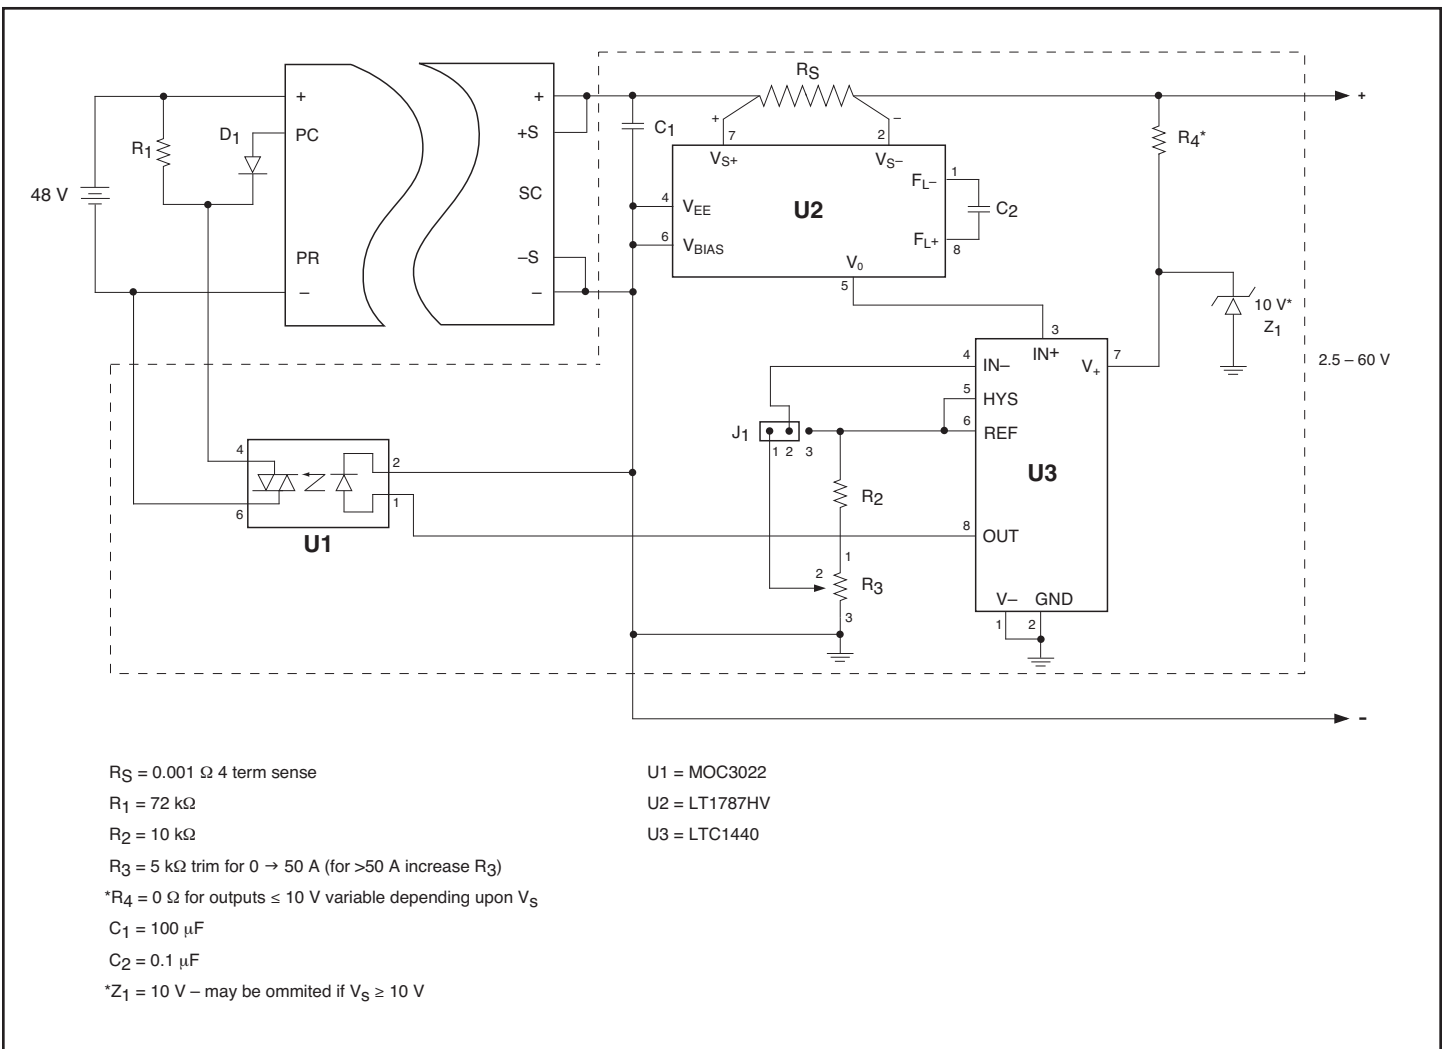 RS
+
+
+
+
–
D1
PC
+S
C1
7
2
R4*
R1
VS+
VS–
FL–
1
48 V
SC
4
VEE
U2
C2
6
VBIAS
FL+
8
PR
–S
V0
–
–
5
10 V*
Z1
3
4
IN+
7
IN–
V+
2.5 – 60 V
5
HYS
6
REF
J1
1 2 3
4
2
U3
R2
1
6
U1
8
OUT
1
2
R3
3
V–
GND
1
2
-
RS = 0.001 Ω 4 term sense
R1 = 72 kΩ
R2 = 10 kΩ
R3 = 5 kΩ trim for 0 → 50 A (for >50 A increase R3)
*R4 = 0 Ω for outputs ≤ 10 V variable depending upon Vs
C1 = 100 µF
C2 = 0.1 µF
*Z1 = 10 V – may be ommited if Vs ≥ 10 V
U1 = MOC3022
U2 = LT1787HV
U3 = LTC1440